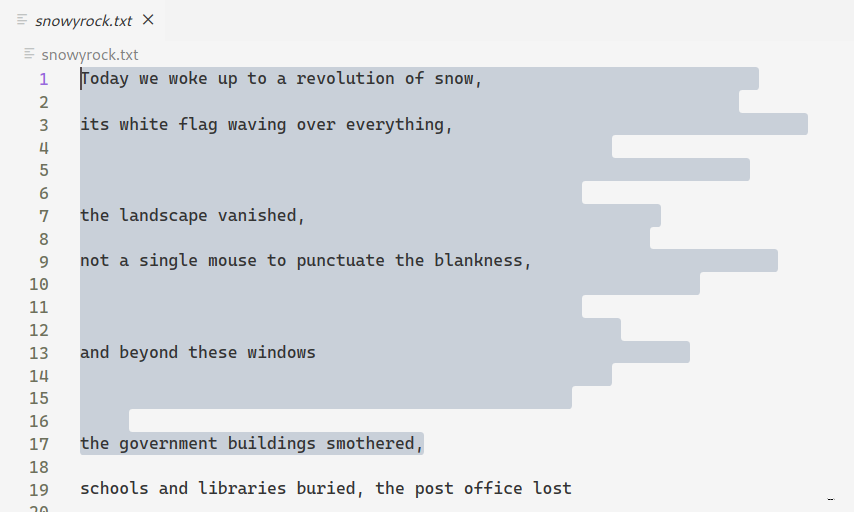 snowyrock.txt
snowyrock.txt
1 Today we woke up to a revolution of snow,
2
3 its white flag waving over everything,
4
5
6
7 the landscape vanished,
8
9 not a single mouse to punctuate the blankness,
10
11
12
13 and beyond these windows
14
15
16
17 the government buildings smothered,
18
19 schools and libraries buried, the post office lost
20